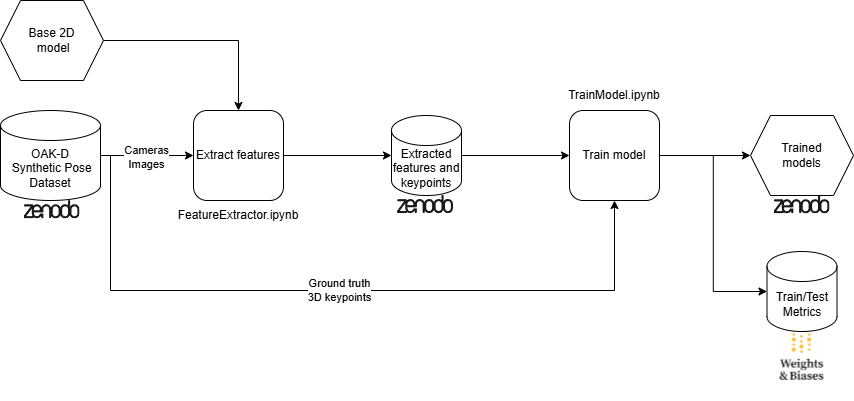 Base 2D
model
TrainModel.ipynb
OAK-D
Synthetic Pose
Dataset
zenodo
Cameras
Images
Extract features
FeatureExtractor.ipynb
Extracted
features and
keypoints
zenodo
Train model
Trained
models
zenodo
Ground truth
3D keypoints
Train/Test
Metrics
Weights
& Biases